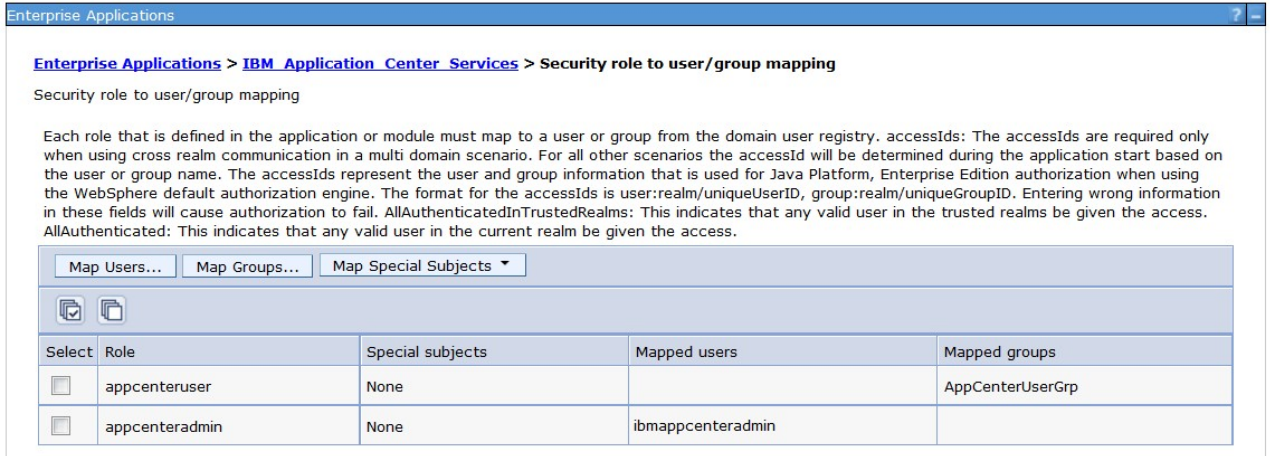 Enterprise Applications ? -
Enterprise Applications > IBM_Application_Center_Services > Security role to user/group mapping
Security role to user/group mapping
Each role that is defined in the application or module must map to a user or group from the domain user registry. accessIds: The accessIds are required only
when using cross realm communication in a multi domain scenario. For all other scenarios the accessId will be determined during the application start based on
the user or group name. The accessIds represent the user and group information that is used for Java Platform, Enterprise Edition authorization when using
the WebSphere default authorization engine. The format for the accessIds is user:realm/uniqueUserID, group:realm/uniqueGroupID. Entering wrong information
in these fields will cause authorization to fail. AllAuthenticatedInTrustedRealms: This indicates that any valid user in the trusted realms be given the access.
AllAuthenticated: This indicates that any valid user in the current realm be given the access.
Map Users... Map Groups... Map Special Subjects
Select Role Special subjects Mapped users Mapped groups
appcenteruser None AppCenterUserGrp
appcenteradmin None ibmappcenteradmin